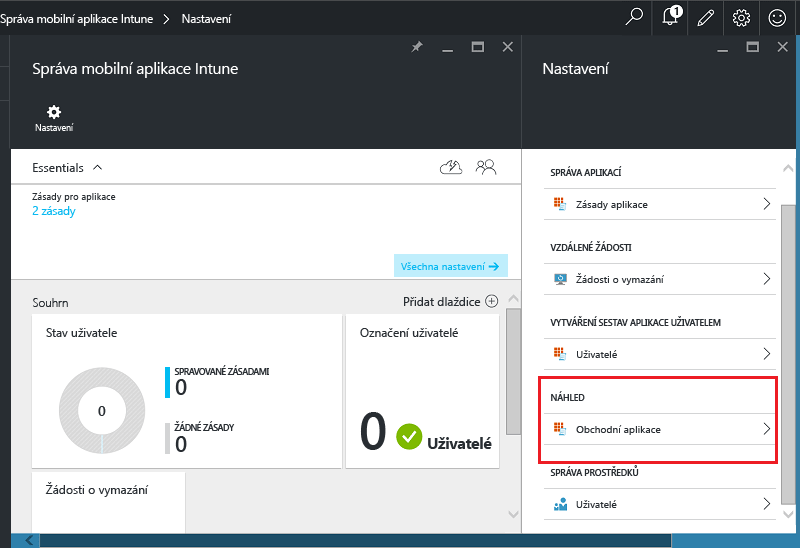 Správa mobilní aplikace Intune > Nastavení
1
Správa mobilní aplikace Intune
Nastavení
Essentials
Zásady pro aplikace
2 zásady
Všechna nastavení →
Souhrn
Přidat dlaždice
Stav uživatele
0
SPRAVOVANÉ ZÁSADAMI
0
ŽÁDNÉ ZÁSADY
0
Označení uživatelé
0 Uživatelé
Žádosti o vymazání
Nastavení
SPRÁVA APLIKACÍ
Zásady aplikace
VZDÁLENÉ ŽÁDOSTI
Žádosti o vymazání
VYTVÁŘENÍ SESTAV APLIKACE UŽIVATELEM
Uživatelé
NÁHLED
Obchodní aplikace
SPRÁVA PROSTŘEDKŮ
Uživatelé